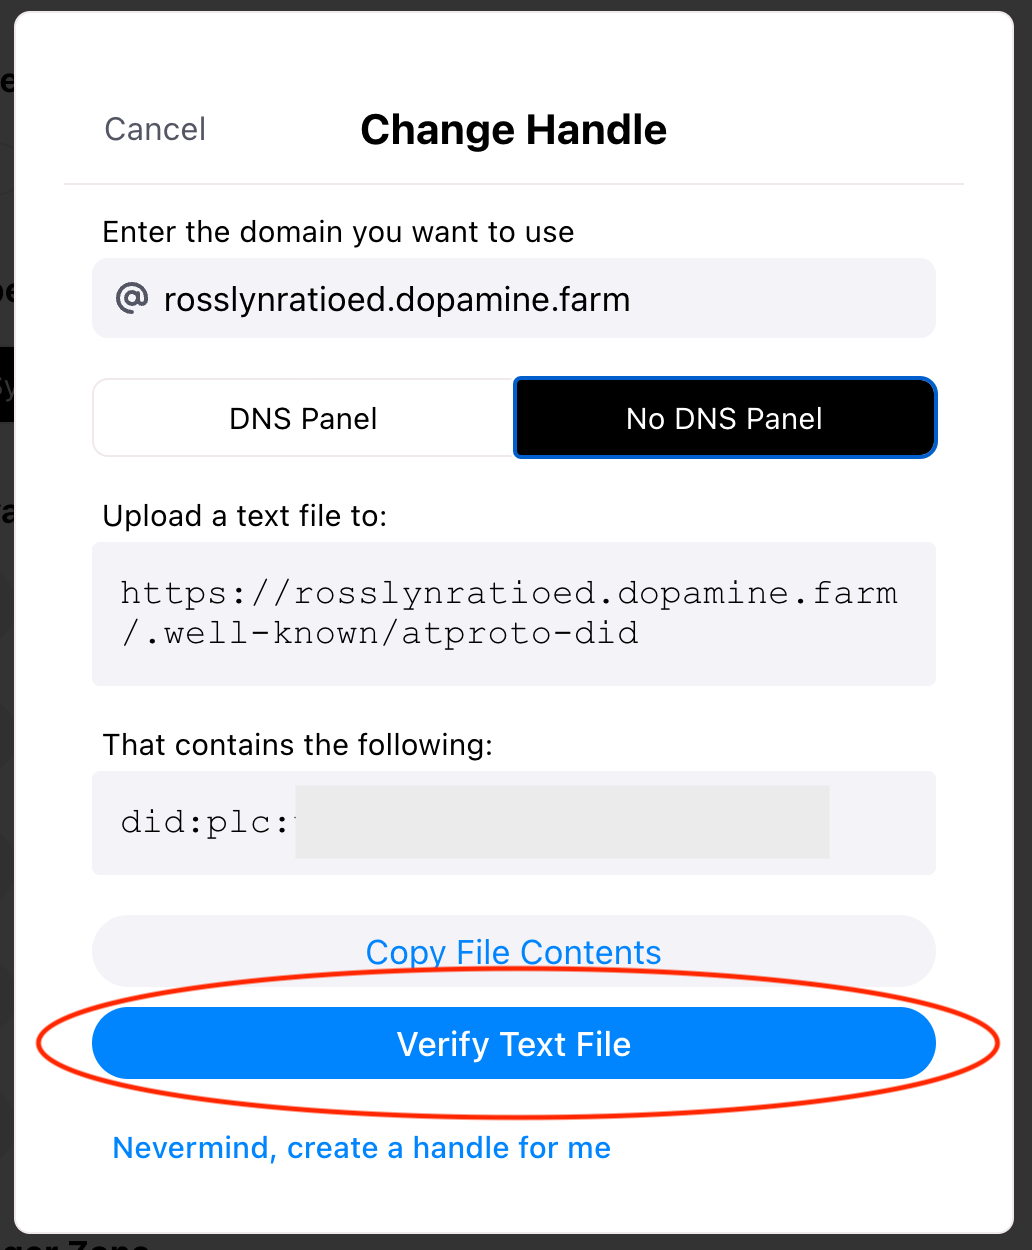 Cancel
Change Handle
Enter the domain you want to use
@ rosslynratioed.dopamine.farm
DNS Panel
No DNS Panel
Upload a text file to:
https://rosslynratioed.dopamine.farm
/.well-known/atproto-did
That contains the following:
did:plc:
Copy File Contents
Verify Text File
Nevermind, create a handle for me